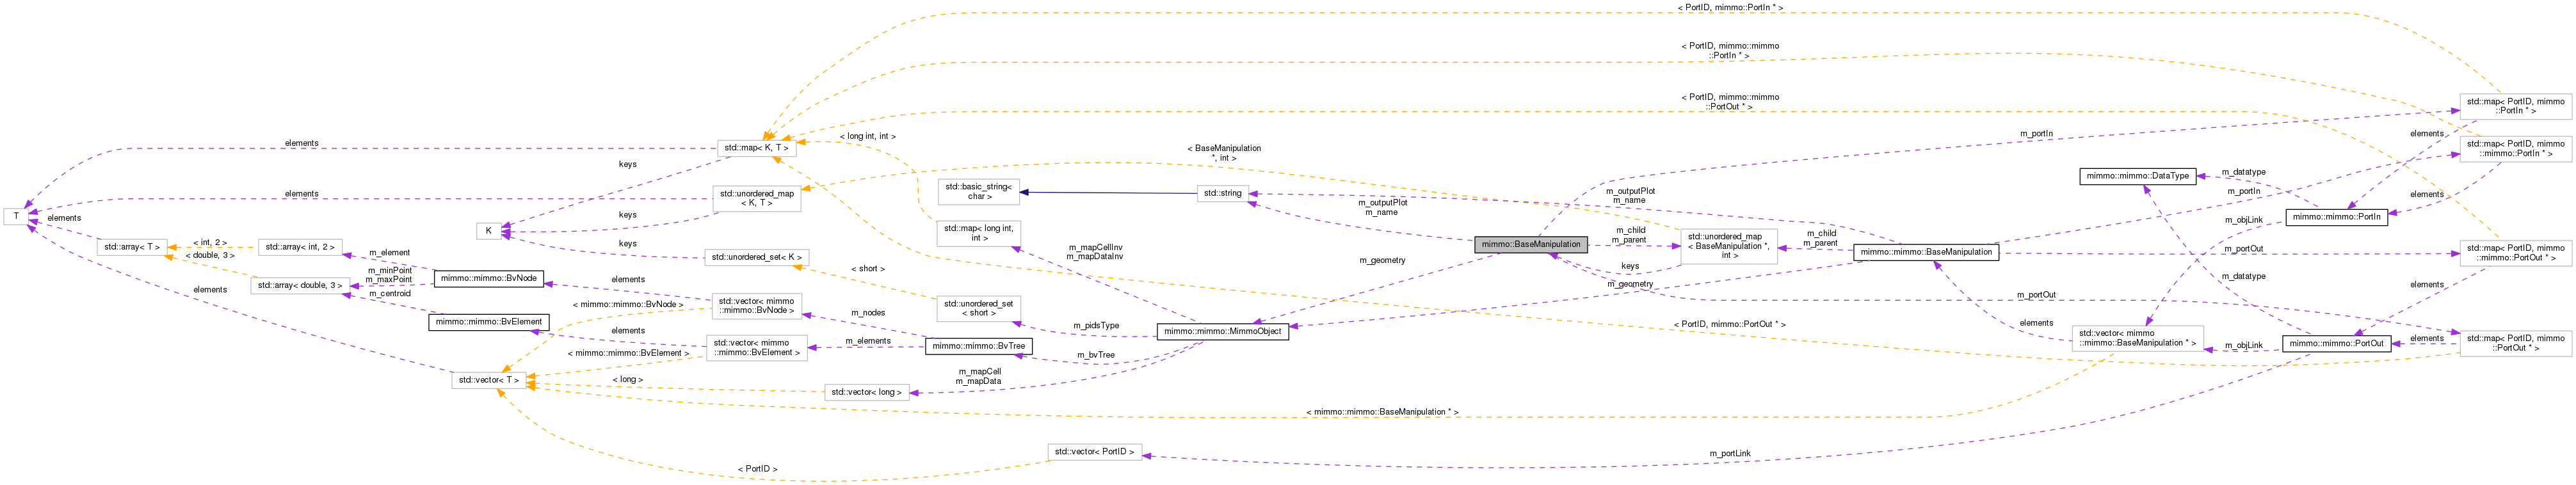 < PortID, mimmo::PortIn * >
< PortID, mimmo::mimmo
::PortIn * >
< PortID, mimmo::mimmo
::PortOut * >
std::map< PortID, mimmo
::PortIn * >
m_portIn
elements
std::map< PortID, mimmo
::mimmo::PortIn * >
elements
< long int, int >
std::map< K, T >
keys
< BaseManipulation
*, int >
mimmo::mimmo::DataType
m_datatype
m_portIn
elements
elements
std::unordered_map
< K, T >
std::basic_string<
char >
std::string
m_outputPlot
m_name
m_outputPlot
m_name
T
elements
keys
K
std::map< long int,
int >
mimmo::mimmo::PortIn
m_objLink
std::array< T >
< int, 2 >
std::array< int, 2 >
< double, 3 >
keys
std::unordered_set< K >
m_mapCellInv
m_mapDataInv
mimmo::BaseManipulation
m_child
m_parent
std::unordered_map
< BaseManipulation *,
int >
m_child
m_parent
mimmo::mimmo::BaseManipulation
m_portOut
std::map< PortID, mimmo
::mimmo::PortOut * >
m_element
m_minPoint
m_maxPoint
std::array< double, 3 >
m_centroid
mimmo::mimmo::BvNode
elements
< short >
m_geometry
keys
m_geometry
m_datatype
elements
elements
< mimmo::mimmo::BvNode >
std::vector< mimmo
::mimmo::BvNode >
std::unordered_set
< short >
m_portOut
mimmo::mimmo::BvElement
elements
m_nodes
m_pidsType
mimmo::mimmo::MimmoObject
< PortID, mimmo::PortOut * >
elements
std::vector< mimmo
::mimmo::BaseManipulation * >
m_objLink
mimmo::mimmo::PortOut
elements
std::map< PortID, mimmo
::PortOut * >
< mimmo::mimmo::BvElement >
std::vector< mimmo
::mimmo::BvElement >
m_elements
mimmo::mimmo::BvTree
m_bvTree
std::vector< T >
< long >
std::vector< long >
m_mapCell
m_mapData
< mimmo::mimmo::BaseManipulation * >
< PortID >
std::vector< PortID >
m_portLink